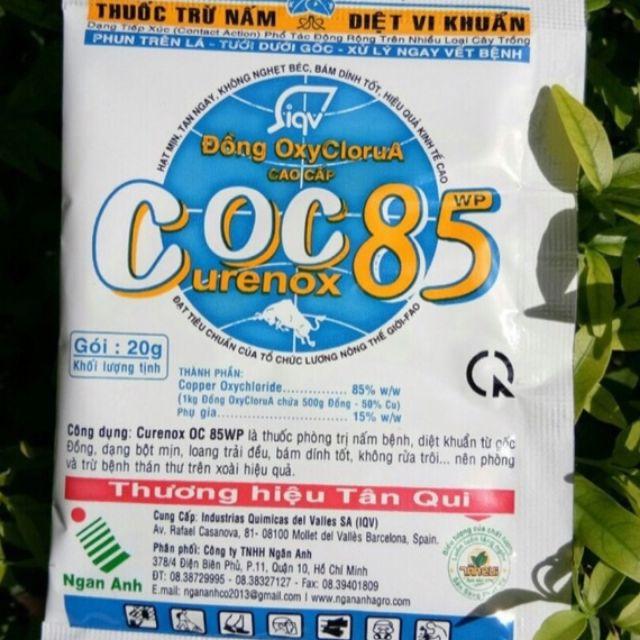 THUỐC TRỪ NẤM DIỆT VI KHUẨN
Dạng Tiếp Xúc (Contact Action) Phổ Tác Động Rộng Trên Nhiều Loại Cây Trồng
PHUN TRÊN LÁ - TƯỚI DƯỚI GỐC - XỬ LÝ NGAY VẾT BỆNH
HẠT MỊN, TAN NGAY, KHÔNG NGHẸT BÉC, BÁM DÍNH TỐT, HIỆU QUẢ KINH TẾ CAO
iqv
Đồng OxyCloruA
CAO CẤP
COC 85 WP
Curenox
ĐẠT TIÊU CHUẨN CỦA TỔ CHỨC LƯƠNG NÔNG THẾ GIỚI-FAO
Gói : 20g
Khối lượng tịnh
THÀNH PHẦN:
Copper Oxychloride............... 85% w/w
(1kg Đồng OxyCloruA chứa 500g Đồng - 50% Cu)
Phụ gia................................ 15% w/w
Công dụng: Curenox OC 85WP là thuốc phòng trị nấm bệnh, diệt khuẩn từ gốc
Đồng, dạng bột mịn, loang trải đều, bám dính tốt, không rửa trôi... nên phòng
và trừ bệnh thán thư trên xoài hiệu quả.
Thương hiệu Tân Qui
Cung Cấp: Industrias Quimicas del Valles SA (IQV)
Av. Rafael Casanova, 81- 08100 Mollet del Vallès Barcelona, Spain.
Phân phối: Công ty TNHH Ngân Anh
378/4 Điện Biên Phủ, P.11, Quận 10, Hồ Chí Minh
ĐT: 08.38729995 - 08.38327127 - Fax: 08.39401809
E.mail: ngananhco2013@gmail.com - www.ngananhagro.com
Ngan Anh